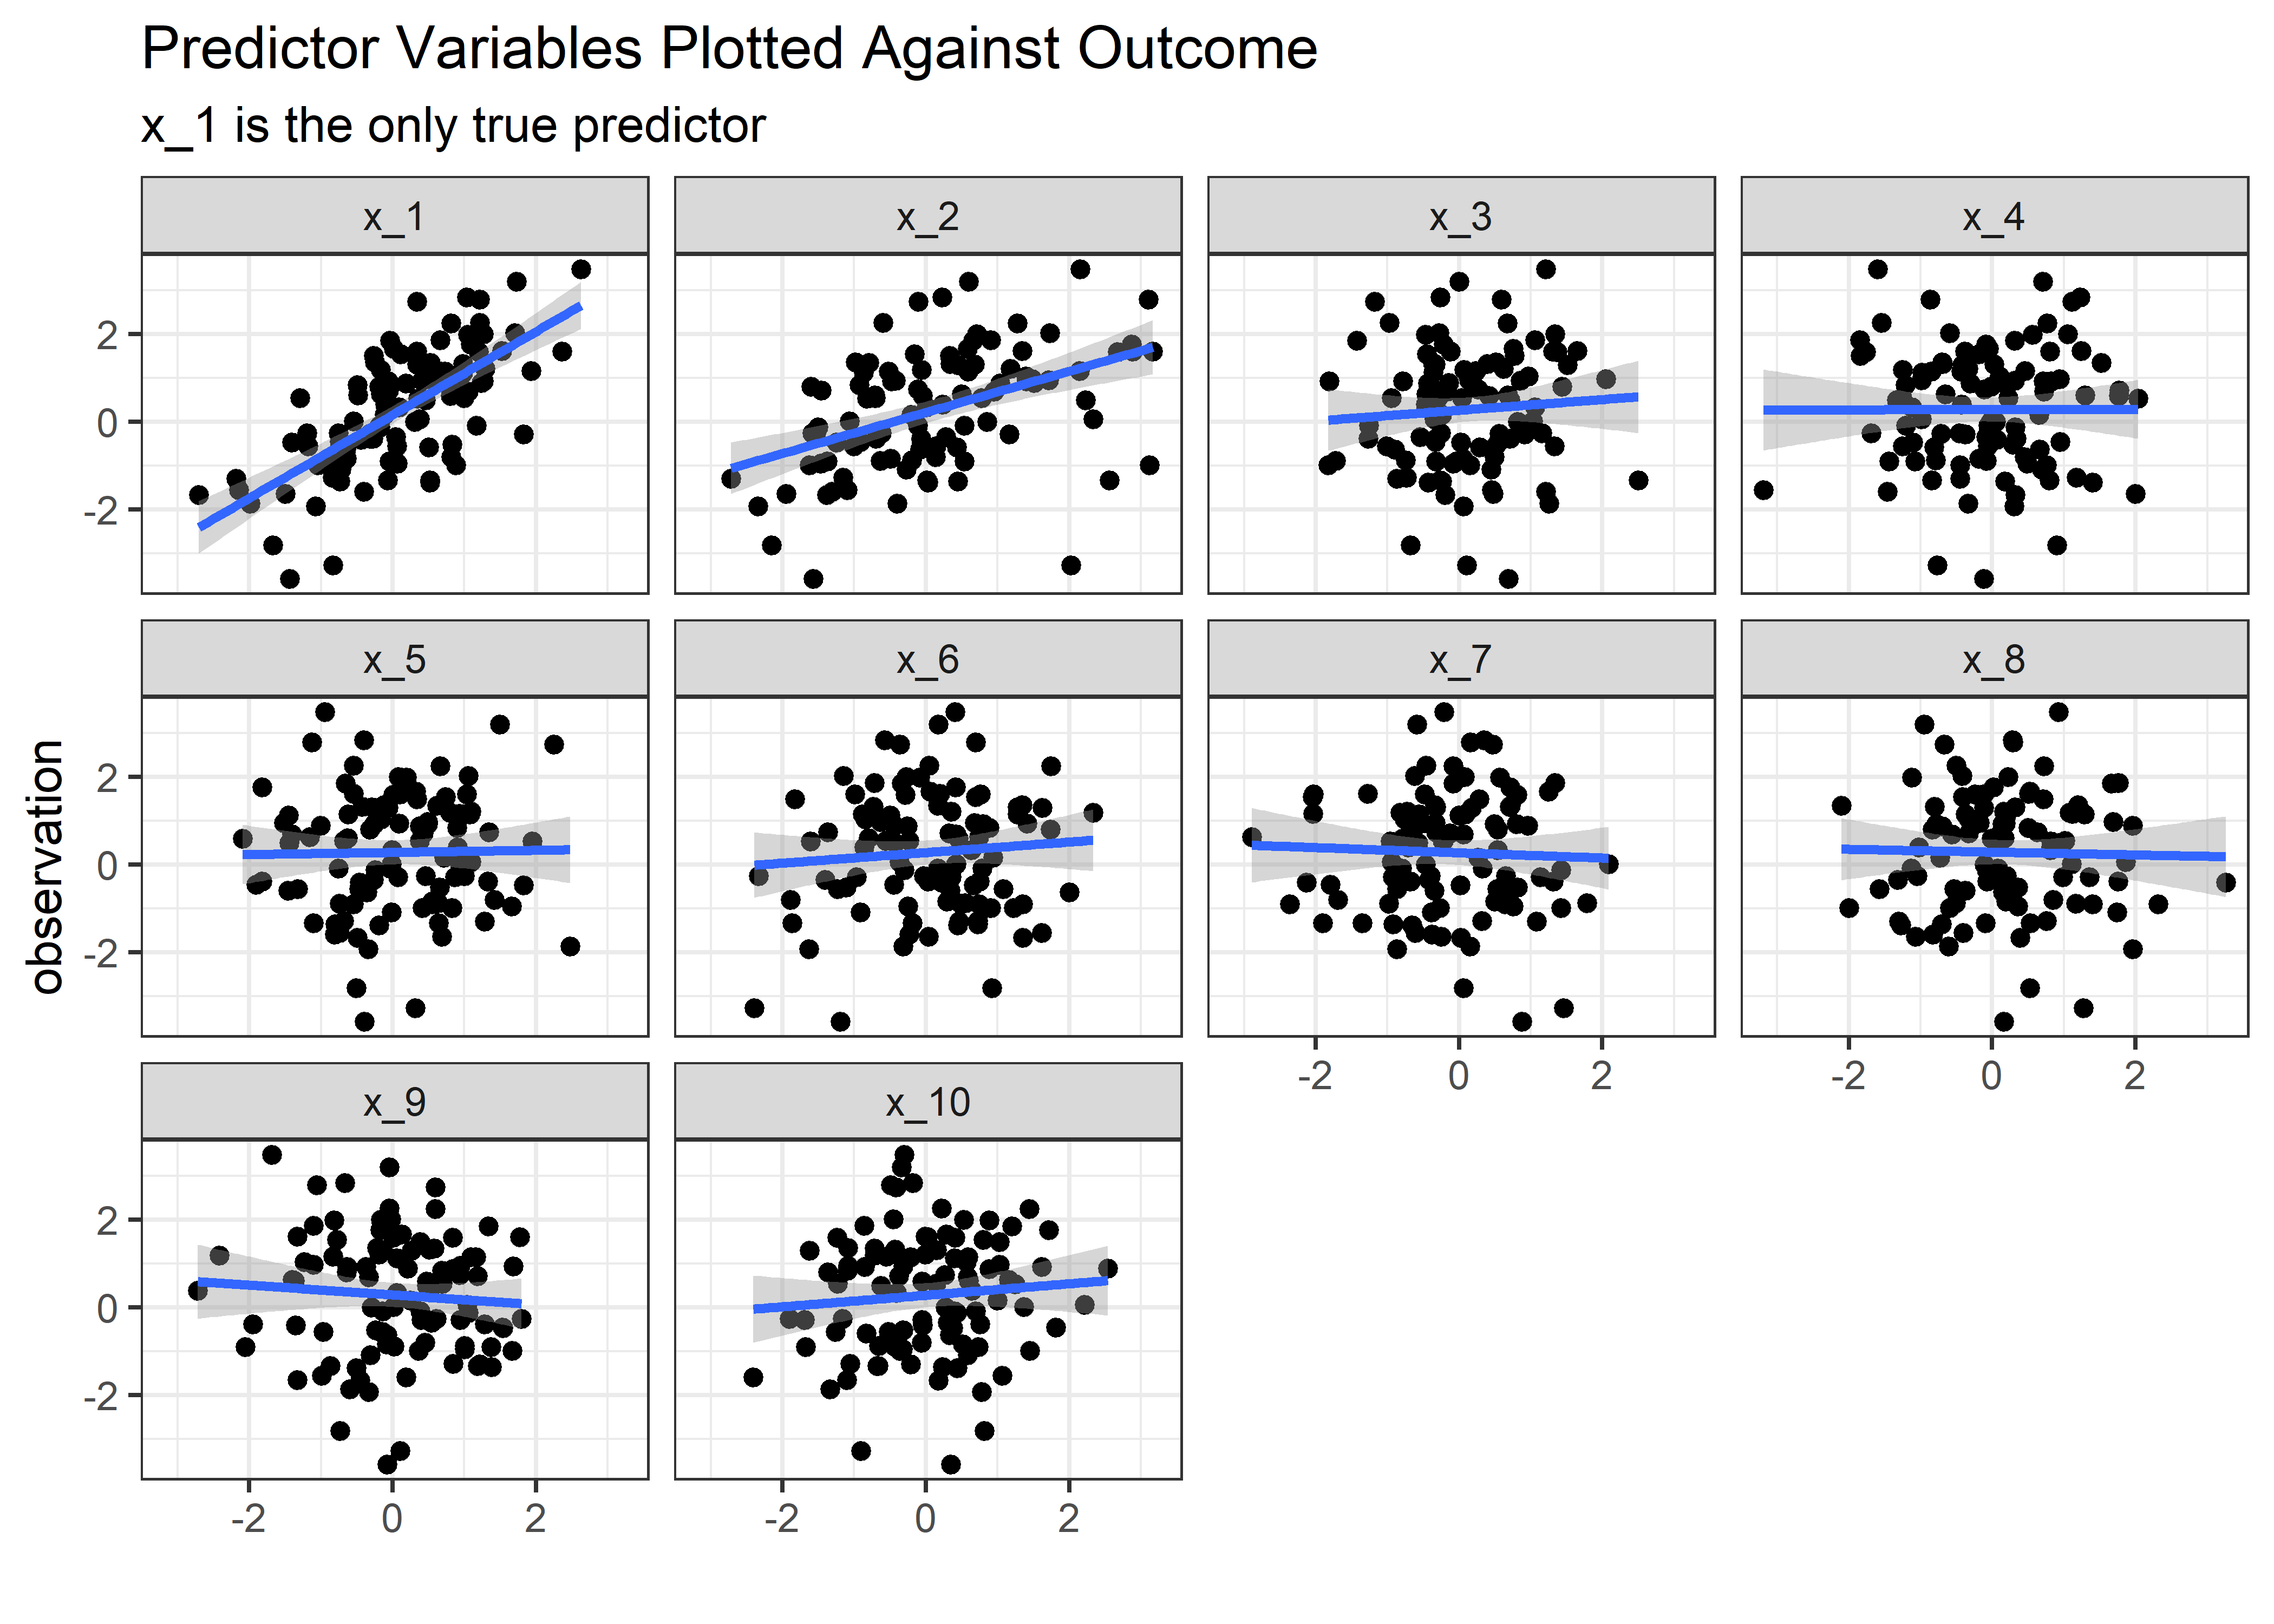 Predictor Variables Plotted Against Outcome
x_1 is the only true predictor
x_1 x_2 x_3 x_4
2
0
-2
x_5 x_6 x_7 x_8
observation
2
0
-2
-2 0 2 -2 0 2
x_9 x_10
2
0
-2
-2 0 2 -2 0 2